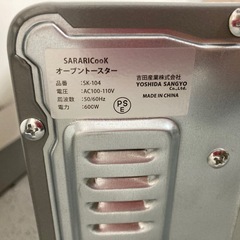 SARARICooK
オーブントースター
品番：SK-104
電圧：AC100-110V
周波数：50/60Hz
電力：600W
吉田産業株式会社
YOSHIDA SANGYO
Co.,Ltd.
MADE IN CHINA
PS
E